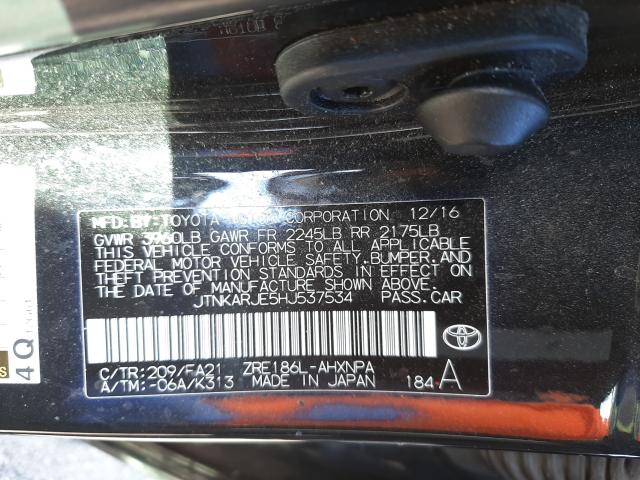 MFD. BY: TOYOTA MOTOR CORPORATION 12/16
GVWR 3960LB GAWR FR 2245LB RR 2175LB
THIS VEHICLE CONFORMS TO ALL APPLICABLE
FEDERAL MOTOR VEHICLE SAFETY, BUMPER, AND
THEFT PREVENTION STANDARDS IN EFFECT ON
THE DATE OF MANUFACTURE SHOWN ABOVE.
JTNKARJE5HJ537534 PASS.CAR
C/TR:209/FA21 ZRE186L-AHXNPA
A/TM:-06A/K313 MADE IN JAPAN 184 A
4Q